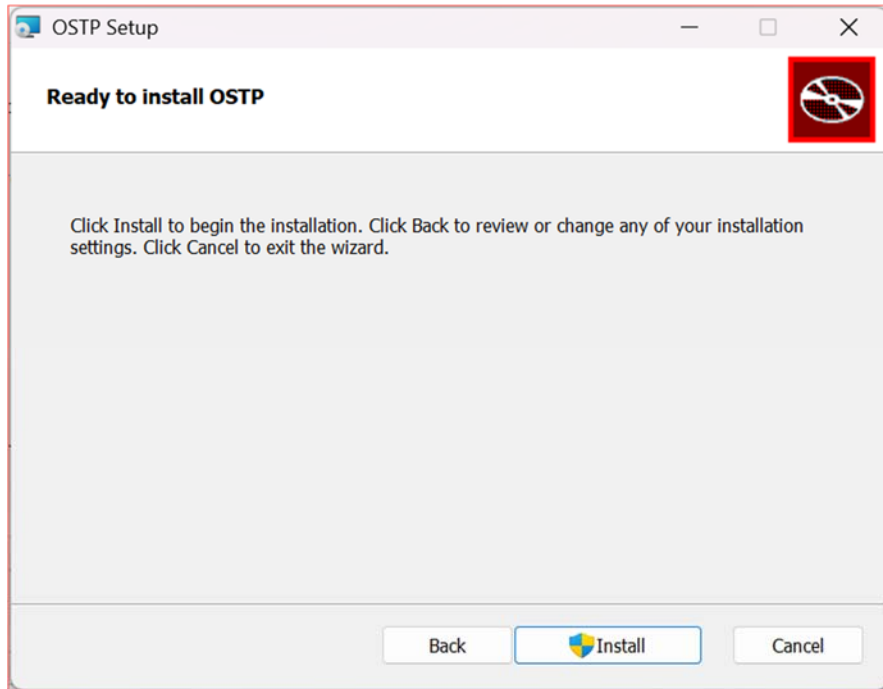 OSTP Setup
Ready to install OSTP
Click Install to begin the installation. Click Back to review or change any of your installation
settings. Click Cancel to exit the wizard.
Back
Install
Cancel